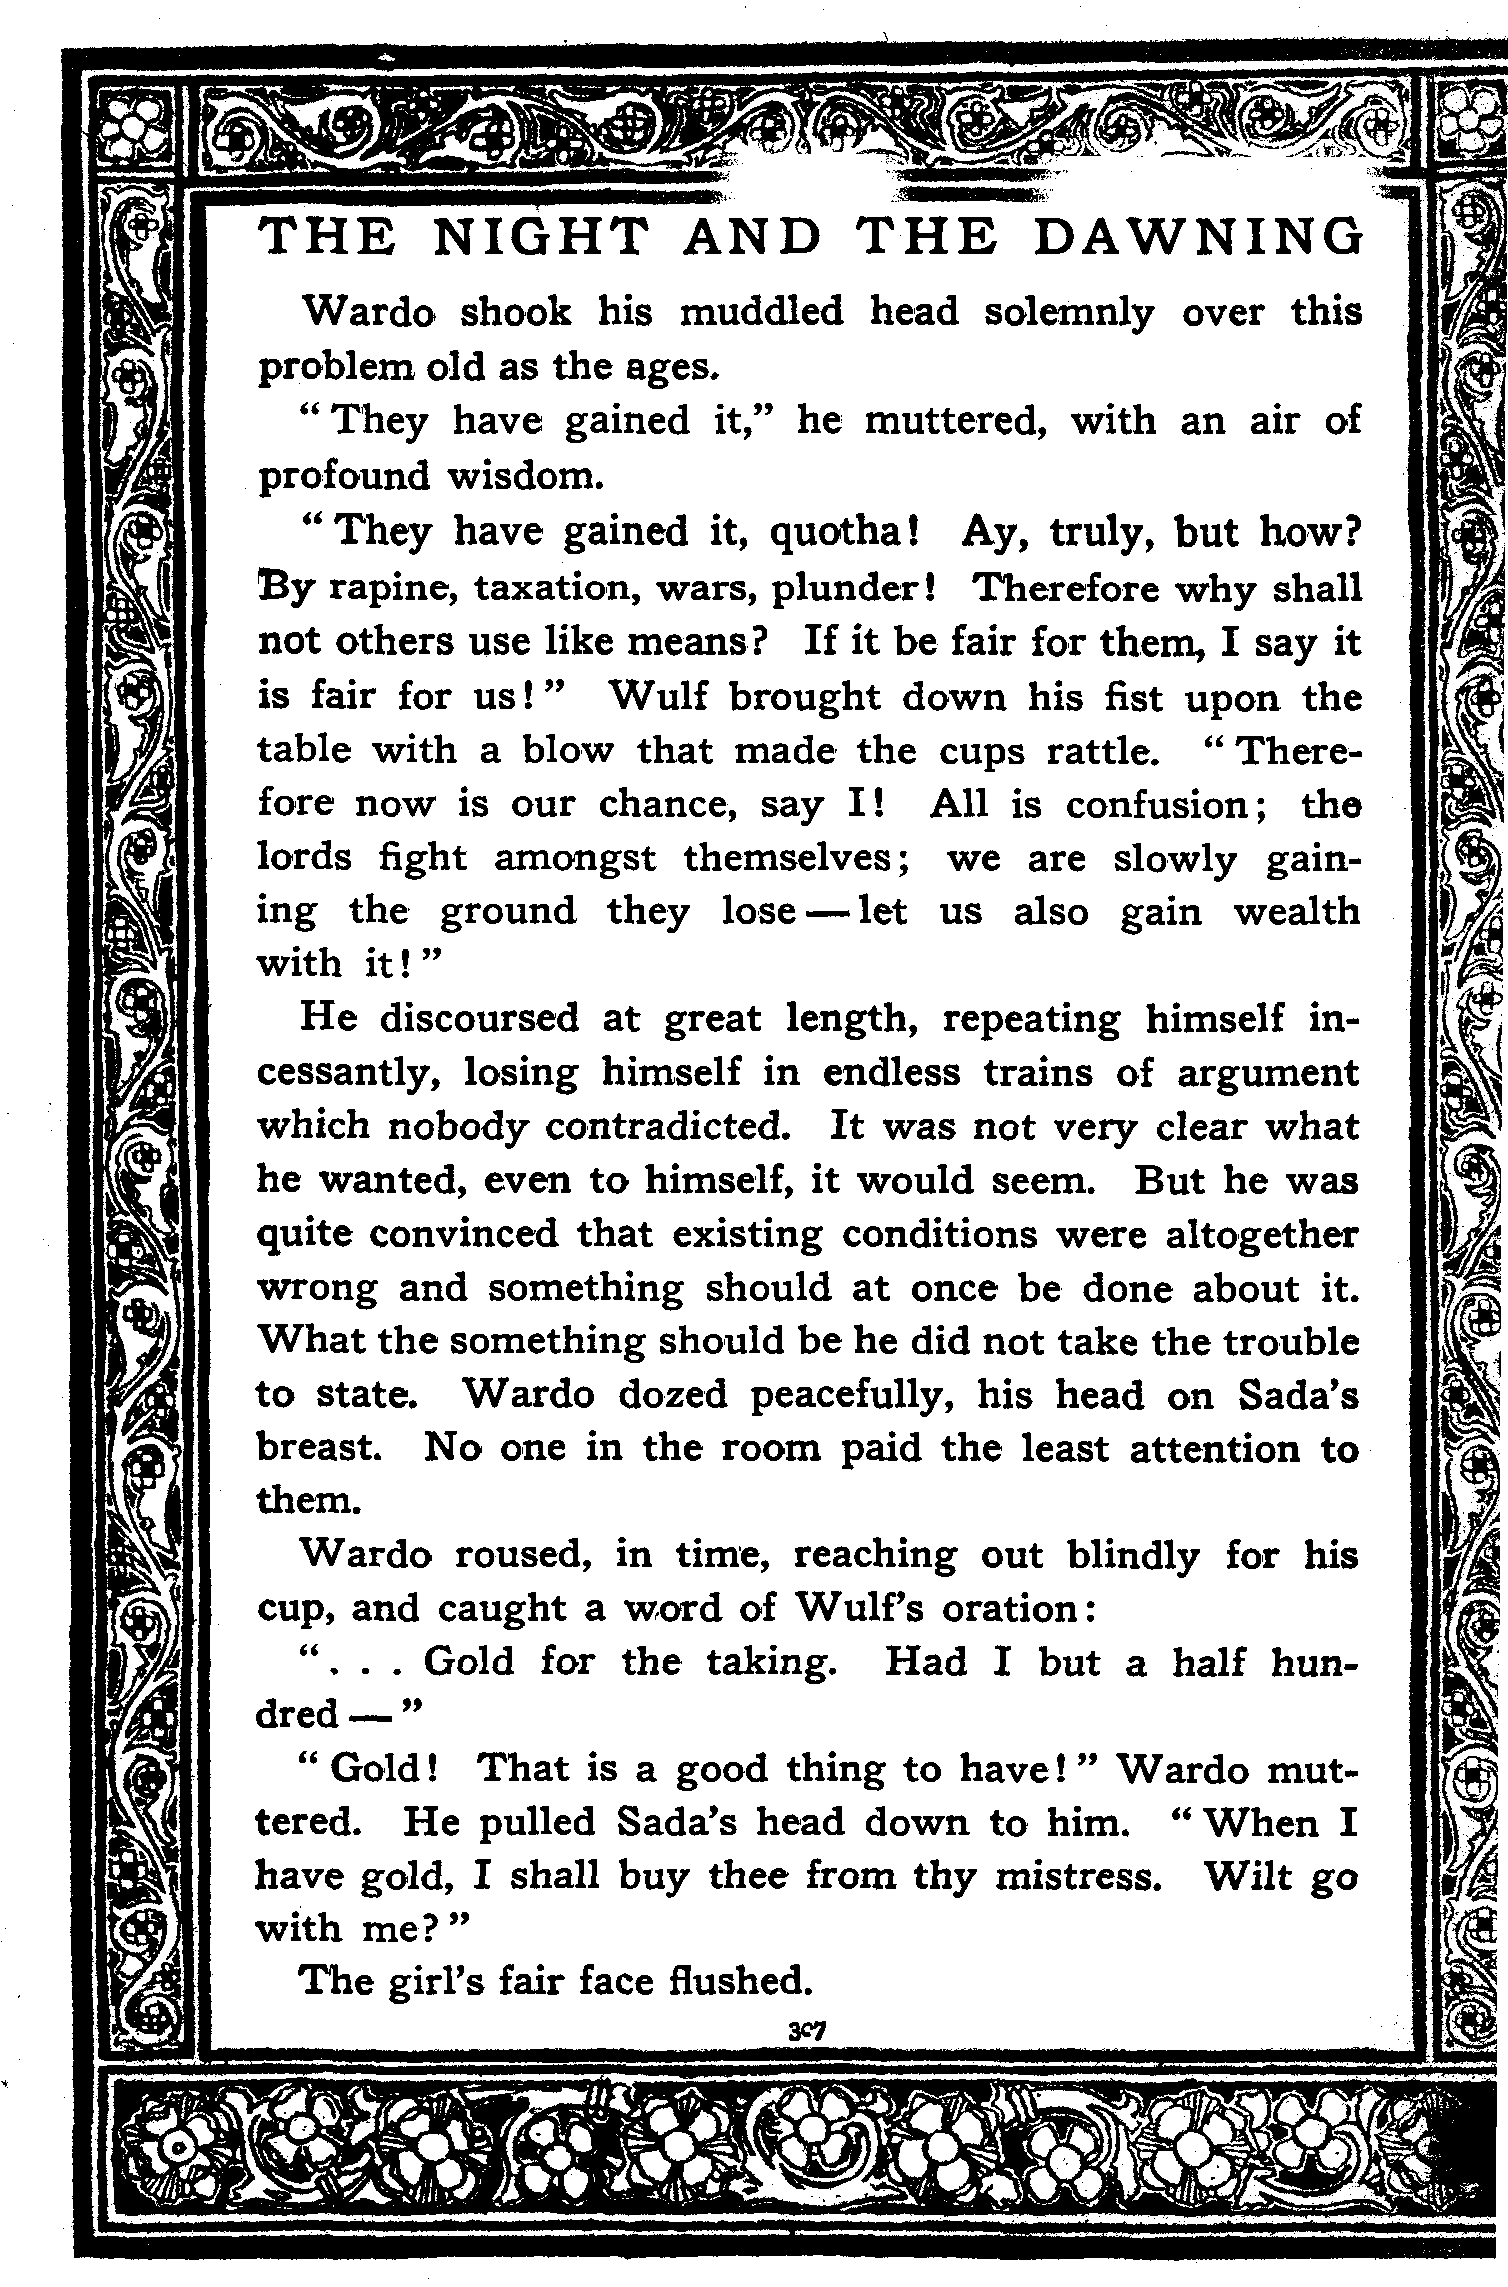 THE NIGHT AND THE DAWNING
Wardo shook his muddled head solemnly over this
problem old as the ages.
“They have gained it,” he muttered, with an air of
profound wisdom.
“They have gained it, quotha! Ay, truly, but how?
By rapine, taxation, wars, plunder! Therefore why shall
not others use like means? If it be fair for them, I say it
is fair for us!” Wulf brought down his fist upon the
table with a blow that made the cups rattle. “There-
fore now is our chance, say I! All is confusion; the
lords fight amongst themselves; we are slowly gain-
ing the ground they lose — let us also gain wealth
with it!”
He discoursed at great length, repeating himself in-
cessantly, losing himself in endless trains of argument
which nobody contradicted. It was not very clear what
he wanted, even to himself, it would seem. But he was
quite convinced that existing conditions were altogether
wrong and something should at once be done about it.
What the something should be he did not take the trouble
to state. Wardo dozed peacefully, his head on Sada’s
breast. No one in the room paid the least attention to
them.
Wardo roused, in time, reaching out blindly for his
cup, and caught a word of Wulf’s oration:
“. . . Gold for the taking. Had I but a half hun-
dred — ”
“Gold! That is a good thing to have!” Wardo mut-
tered. He pulled Sada’s head down to him. “When I
have gold, I shall buy thee from thy mistress. Wilt go
with me?”
The girl’s fair face flushed.
307